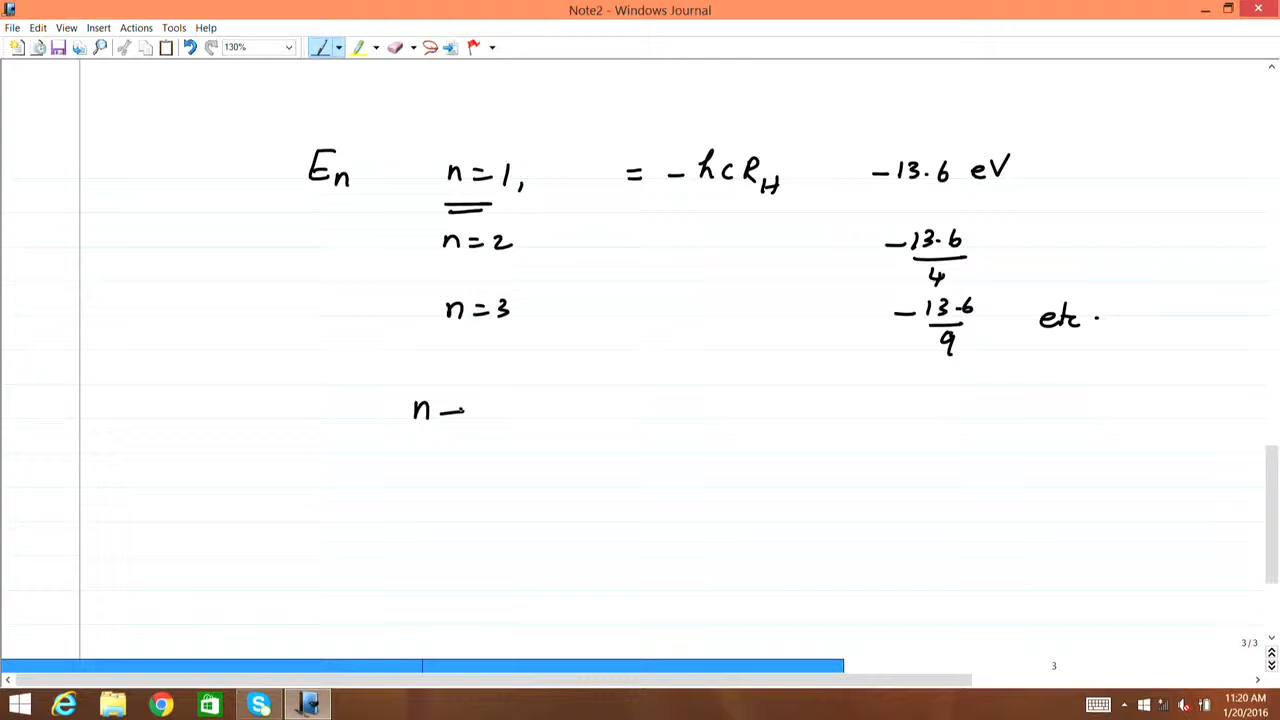 Note2 - Windows Journal
File Edit View Insert Actions Tools Help
130%
Eₙ n = 1, = - hcR_H -13.6 eV
n = 2 -13.6/4
n = 3 -13.6/9 etc.
n -
3 / 3
3
11:20 AM
1/20/2016